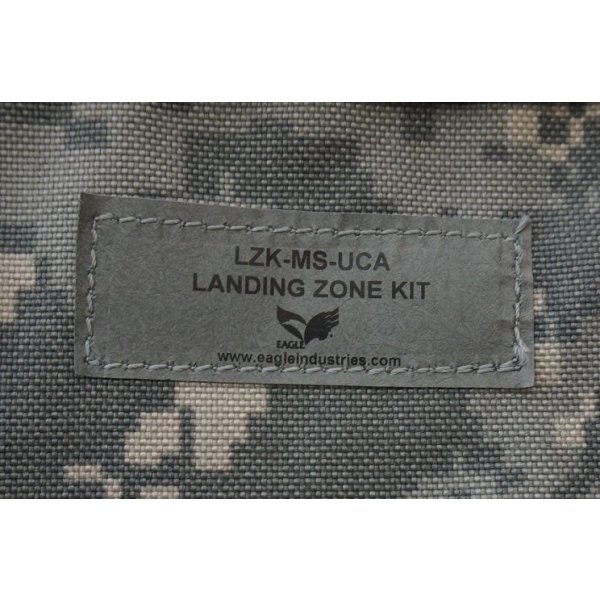 LZK-MS-UCA
LANDING ZONE KIT
EAGLE
www.eagleindustries.com